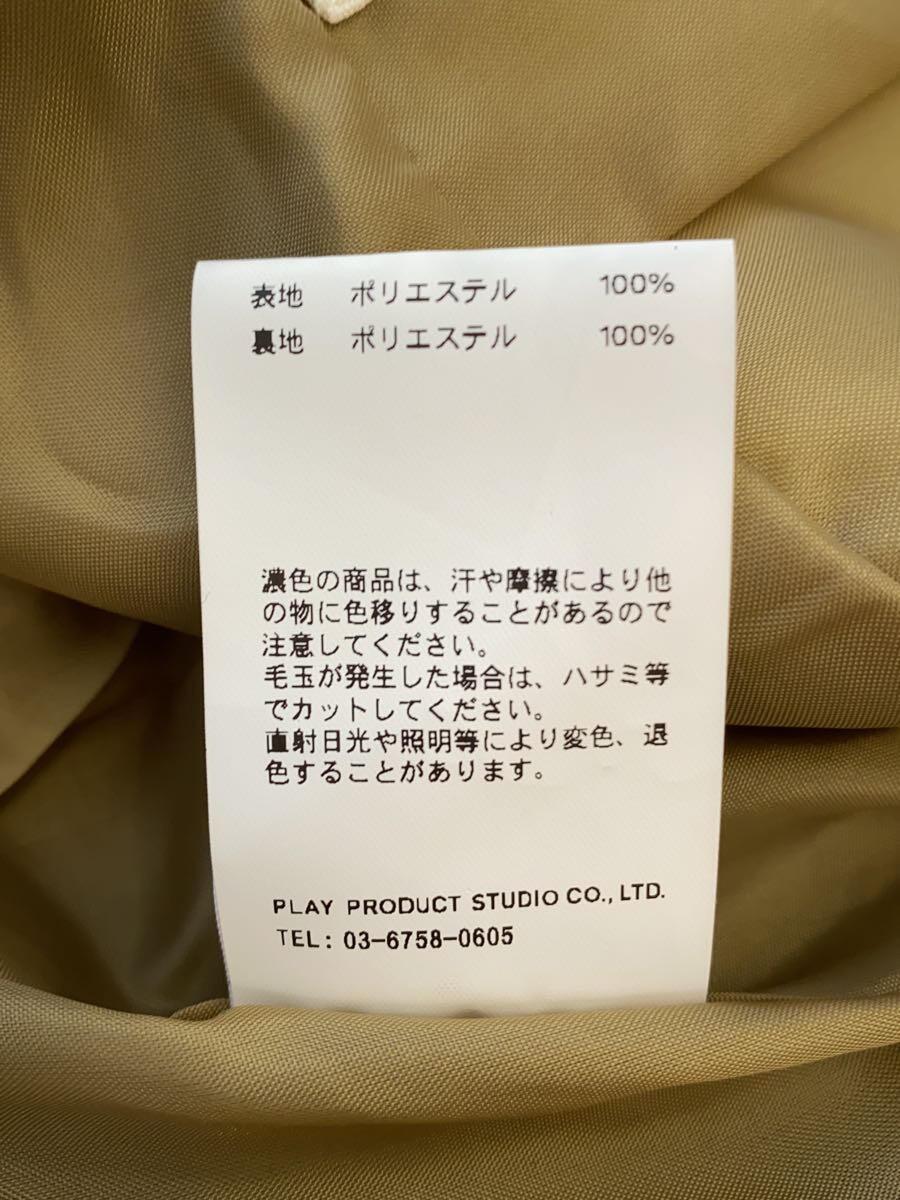 表地 ポリエステル 100%
裏地 ポリエステル 100%
濃色の商品は、汗や摩擦により他
の物に色移りすることがあるので
注意してください。
毛玉が発生した場合は、ハサミ等
でカットしてください。
直射日光や照明等により変色、退
色することがあります。
PLAY PRODUCT STUDIO CO., LTD.
TEL: 03-6758-0605